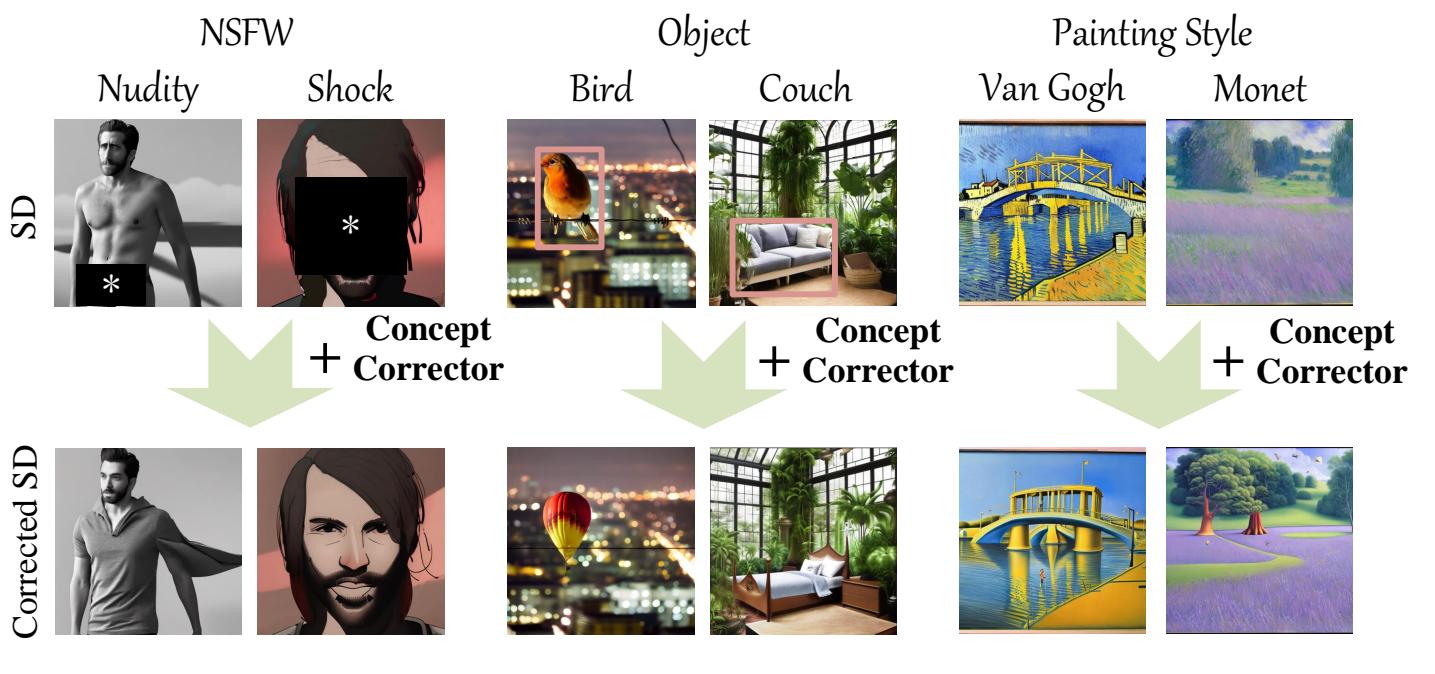 NSFW
Object
Painting Style
Nudity
Shock
Bird
Couch
Van Gogh
Monet
SD
*
*
+ Concept
Corrector
+ Concept
Corrector
+ Concept
Corrector
Corrected SD